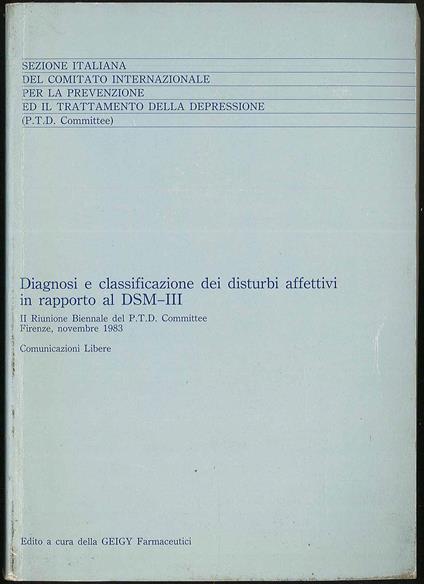 SEZIONE ITALIANA
DEL COMITATO INTERNAZIONALE
PER LA PREVENZIONE
ED IL TRATTAMENTO DELLA DEPRESSIONE
(P.T.D. Committee)
Diagnosi e classificazione dei disturbi affettivi
in rapporto al DSM-III
II Riunione Biennale del P.T.D. Committee
Firenze, novembre 1983
Comunicazioni Libere
Edito a cura della GEIGY Farmaceutici